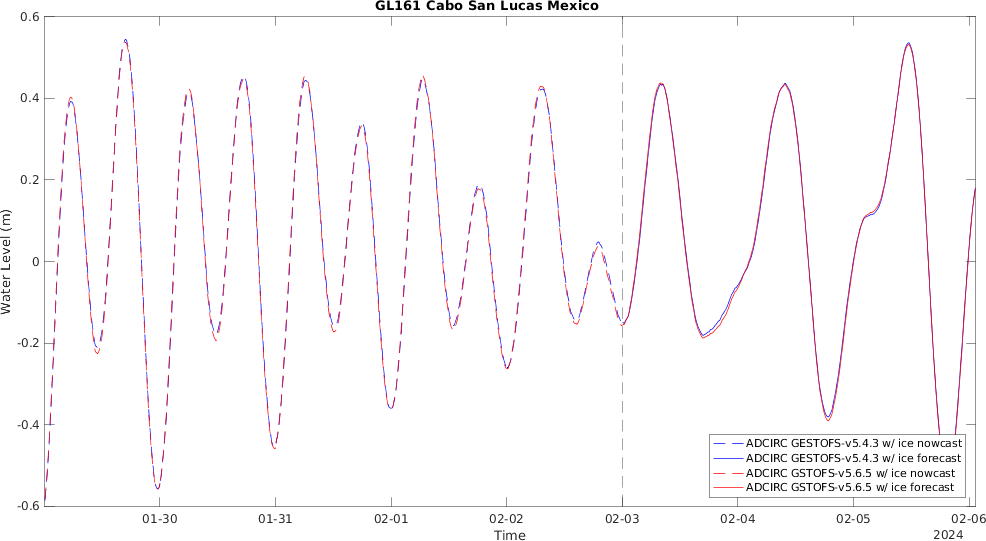 GL161 Cabo San Lucas Mexico
0.6
0.4
0.2
0
-0.2
-0.4
-0.6
Water Level (m)
01-30
01-31
02-01
02-02
02-03
02-04
02-05
02-06
2024
Time
ADCIRC GESTOFS-v5.4.3 w/ ice nowcast
ADCIRC GESTOFS-v5.4.3 w/ ice forecast
ADCIRC GSTOFS-v5.6.5 w/ ice nowcast
ADCIRC GSTOFS-v5.6.5 w/ ice forecast